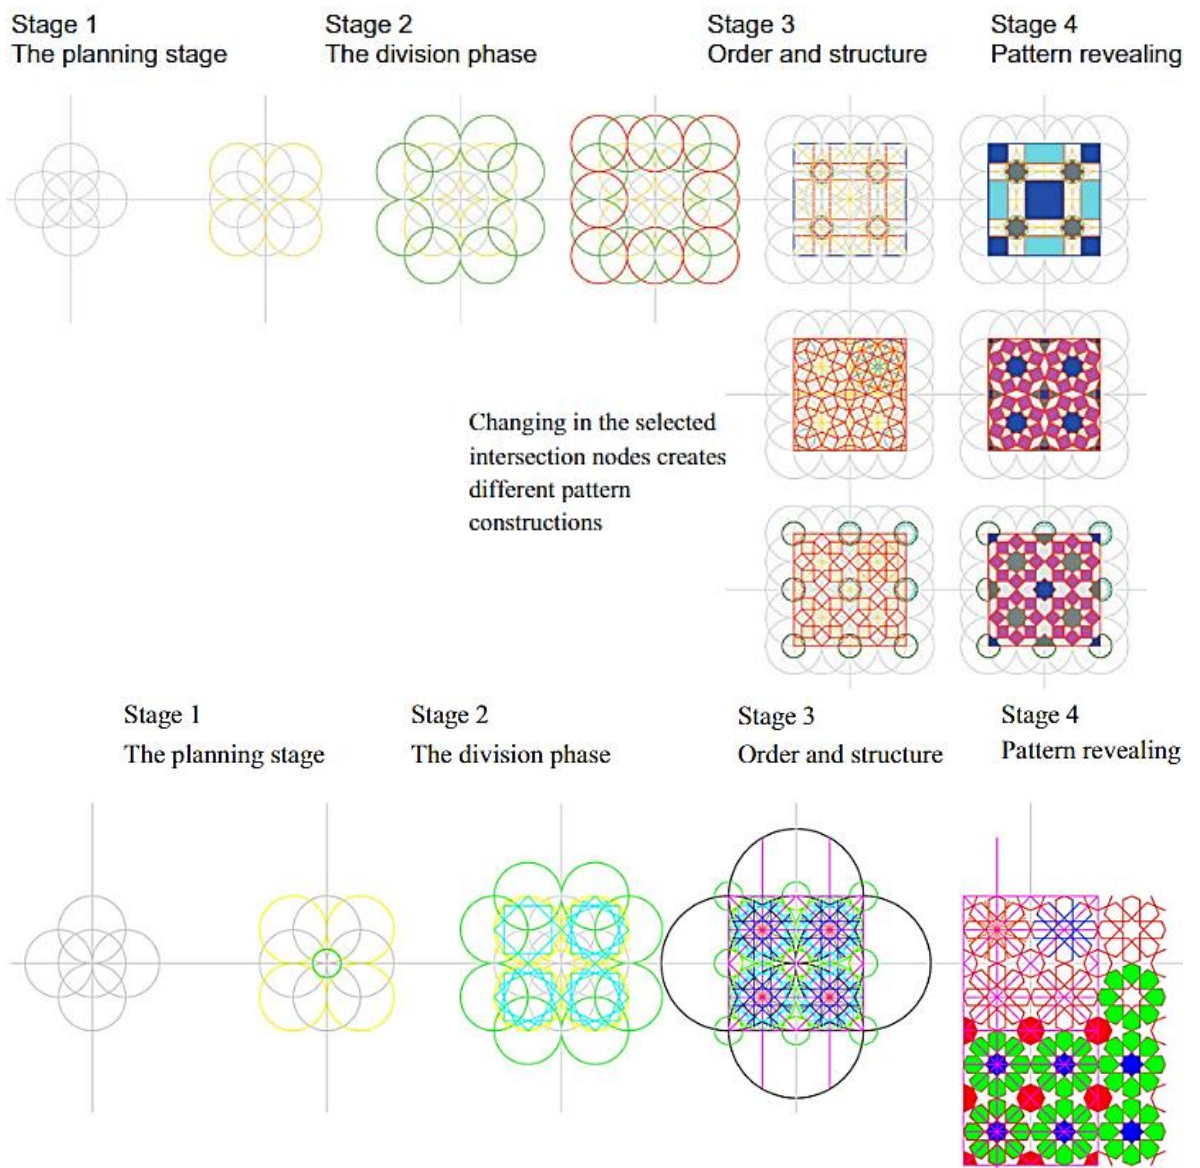 Stage 1
The planning stage
Stage 2
The division phase
Stage 3
Order and structure
Stage 4
Pattern revealing
Changing in the selected
intersection nodes creates
different pattern
constructions
Stage 1
The planning stage
Stage 2
The division phase
Stage 3
Order and structure
Stage 4
Pattern revealing